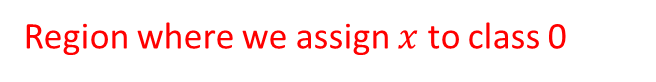 Region where we assign 𝑥 to class 0